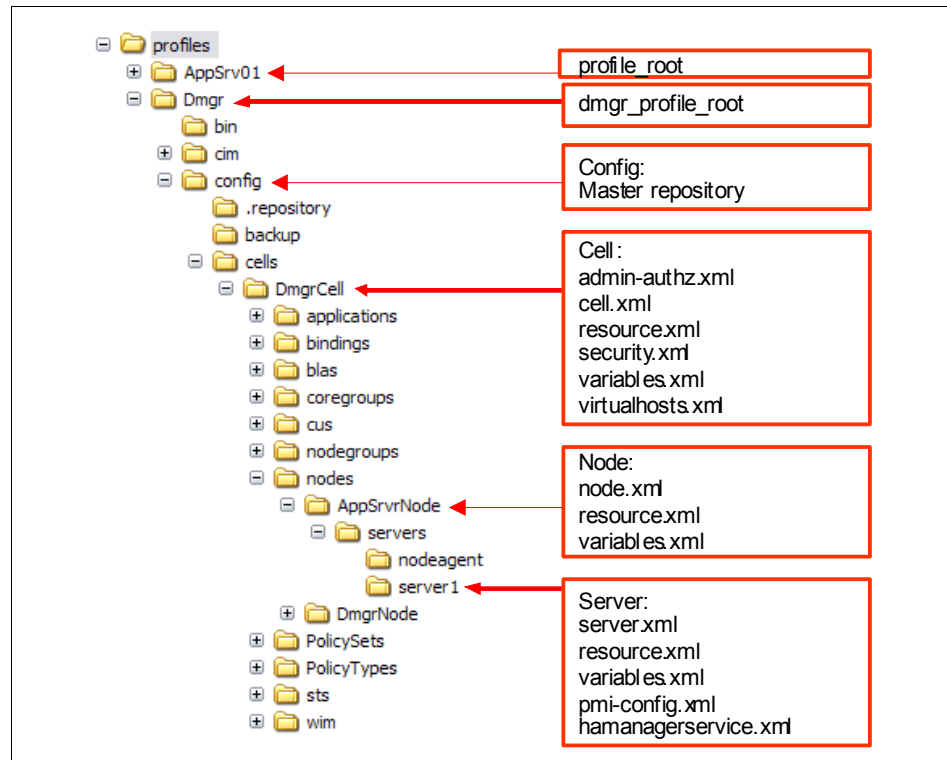 profiles
AppSrv01
profile_root
Dmgr
dmgr_profile_root
bin
cim
config
Config:
Master repository
.repository
backup
cells
DmgrCell
Cell :
admin-authz.xml
cell.xml
resource.xml
security.xml
variables.xml
virtualhosts.xml
applications
bindings
blas
coregroups
cus
nodegroups
nodes
AppSrvrNode
Node:
node.xml
resource.xml
variables.xml
servers
nodeagent
server1
Server:
server.xml
resource.xml
variables.xml
pmi-config.xml
hamanagerservice.xml
DmgrNode
PolicySets
PolicyTypes
sts
wim